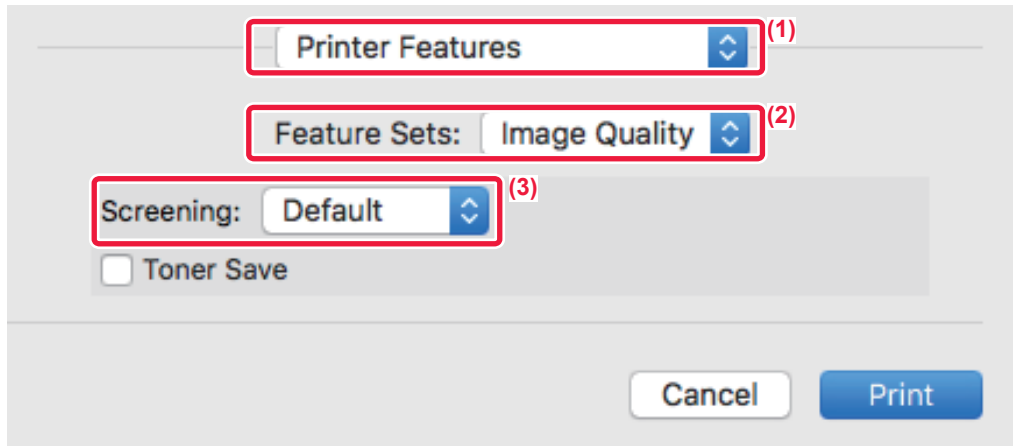 Printer Features (1)
Feature Sets: Image Quality (2)
Screening: Default (3)
Toner Save
Cancel Print